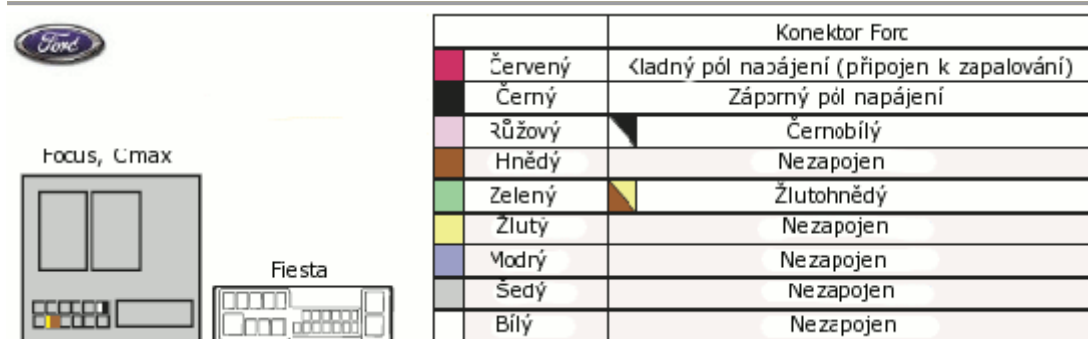 Ford
Konektor Ford
Červený Kladný pól napájení (připojen k zapalování)
Černý Záporný pól napájení
Růžový Černobílý
Focus, Cmax
Hnědý Nezapojen
Zelený Žlutohnědý
Žlutý Nezapojen
Modrý Nezapojen
Fiesta
Šedý Nezapojen
Bílý Nezapojen